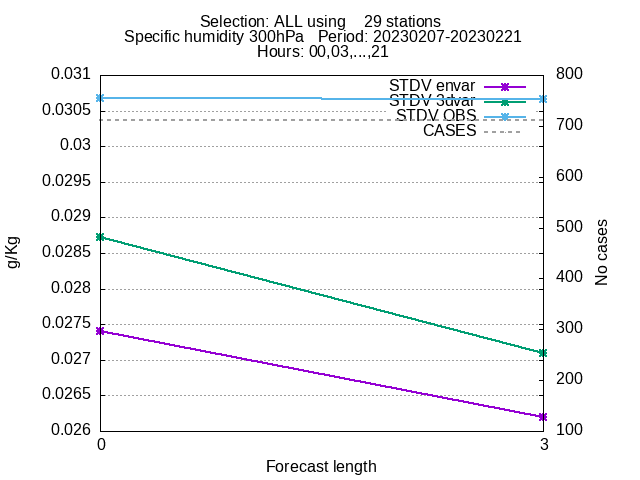 Selection: ALL using    29 stations
Specific humidity 300hPa   Period: 20230207-20230221
Hours: 00,03,...,21
STDV envar
STDV 3dvar
STDV OBS
CASES
0.031
0.0305
0.03
0.0295
0.029
0.0285
0.028
0.0275
0.027
0.0265
0.026
800
700
600
500
400
300
200
100
g/Kg
No cases
0
3
Forecast length